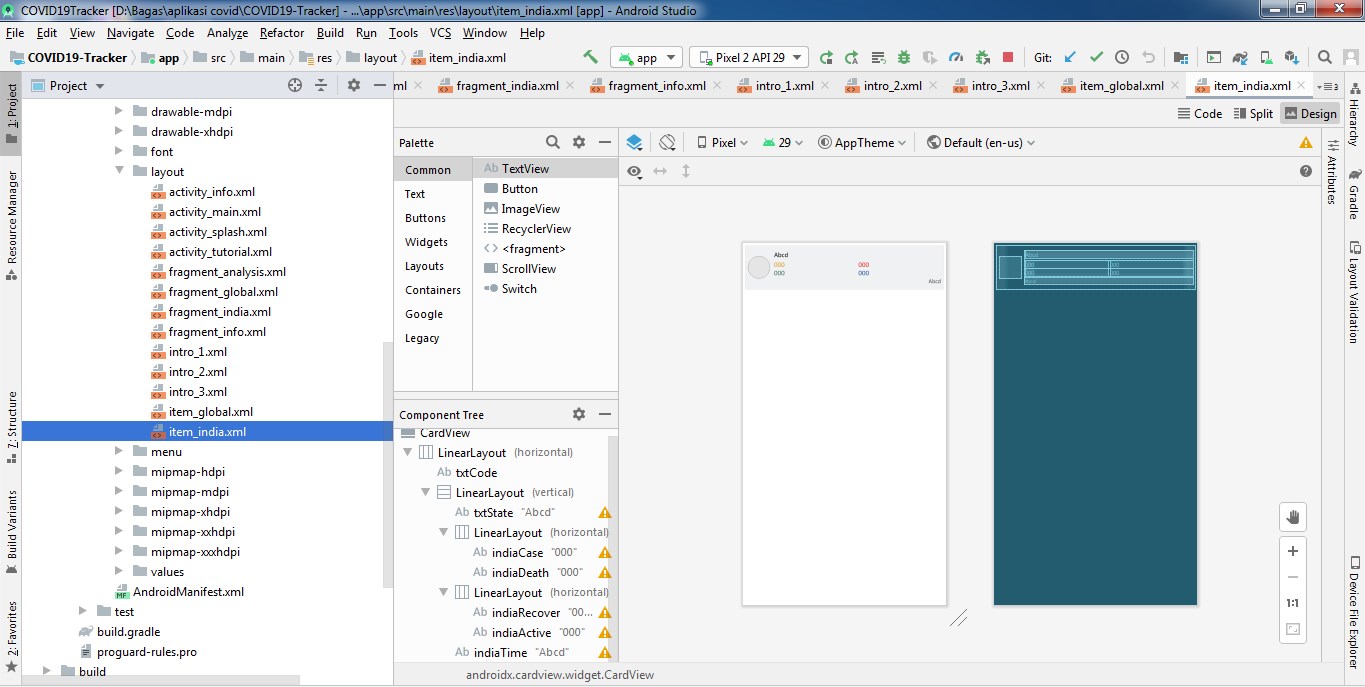 COVID19Tracker [D:\Bagas\aplikasi covid\COVID19-Tracker] - ...\app\src\main\res\layout\item_india.xml [app] - Android Studio
File Edit View Navigate Code Analyze Refactor Build Run Tools VCS Window Help
COVID19-Tracker app src main res layout item_india.xml app Pixel 2 API 29 Git:
Project
ml fragment_india.xml fragment_info.xml intro_1.xml intro_2.xml intro_3.xml item_global.xml item_india.xml 3
Code Split Design
1: Project
Resource Manager
7: Structure
Build Variants
2: Favorites
drawable-mdpi
drawable-xhdpi
font
layout
activity_info.xml
activity_main.xml
activity_splash.xml
activity_tutorial.xml
fragment_analysis.xml
fragment_global.xml
fragment_india.xml
fragment_info.xml
intro_1.xml
intro_2.xml
intro_3.xml
item_global.xml
item_india.xml
menu
mipmap-hdpi
mipmap-mdpi
mipmap-xhdpi
mipmap-xxhdpi
mipmap-xxxhdpi
values
AndroidManifest.xml
test
build.gradle
proguard-rules.pro
build
Palette
Common
Text
Buttons
Widgets
Layouts
Containers
Google
Legacy
Ab TextView
Button
ImageView
RecyclerView
<> <fragment>
ScrollView
Switch
Component Tree
CardView
LinearLayout (horizontal)
Ab txtCode
LinearLayout (vertical)
Ab txtState "Abcd"
LinearLayout (horizontal)
Ab indiaCase "000"
Ab indiaDeath "000"
LinearLayout (horizontal)
Ab indiaRecover "00...
Ab indiaActive "000"
Ab indiaTime "Abcd"
Pixel 29 AppTheme Default (en-us)
Abcd
000 000
000 000
Abcd
Abcd
000 000
000 000
Abcd
1:1
androidx.cardview.widget.CardView
Hierarchy
Gradle
Layout Validation
Device File Explorer
Attributes